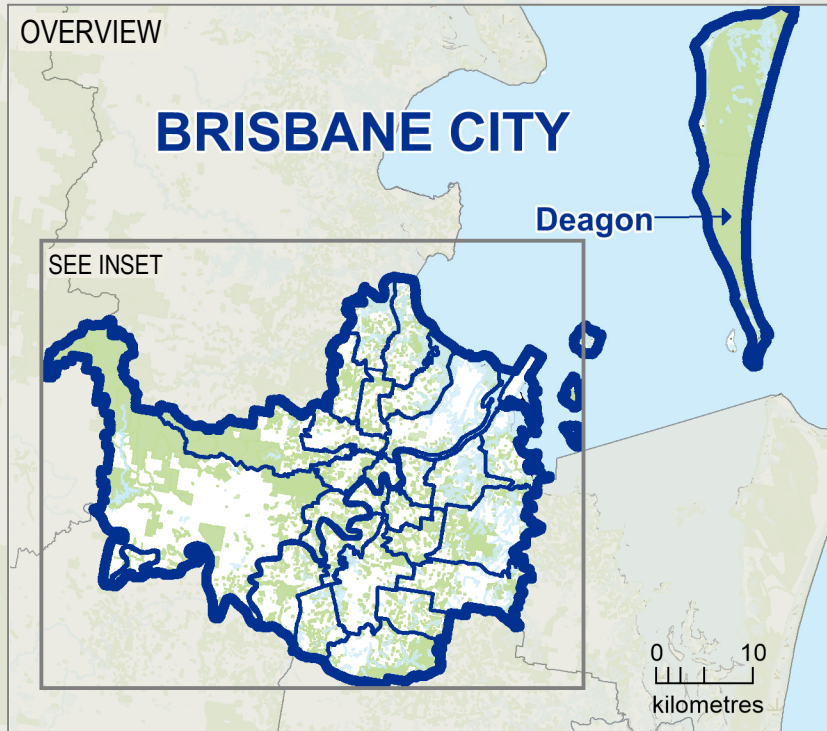 OVERVIEW
BRISBANE CITY
Deagon
SEE INSET
0 10
kilometres